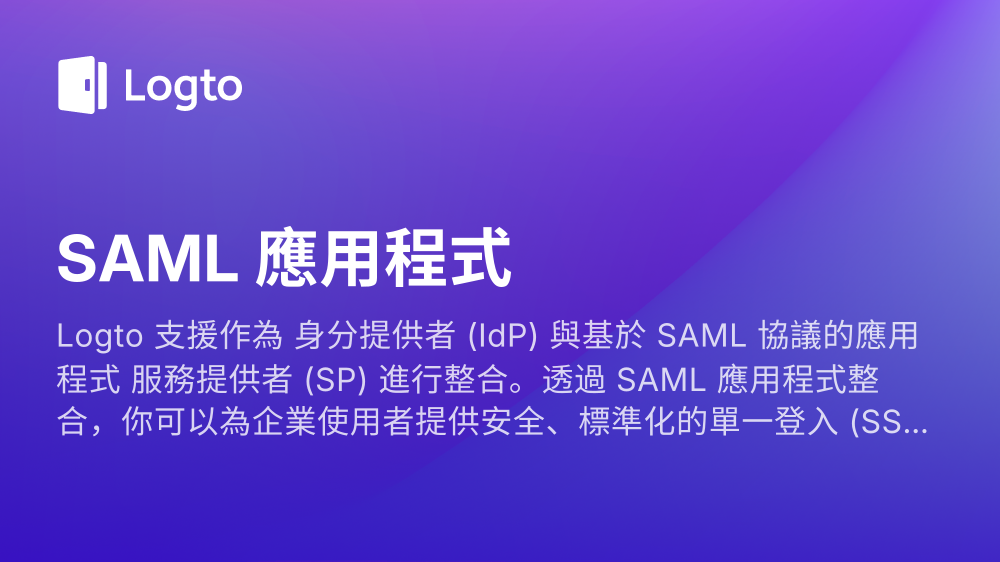 Logto
SAML 應用程式
Logto 支援作為 身分提供者 (IdP) 與基於 SAML 協議的應用
程式 服務提供者 (SP) 進行整合。透過 SAML 應用程式整
合，你可以為企業使用者提供安全、標準化的單一登入 (SS...